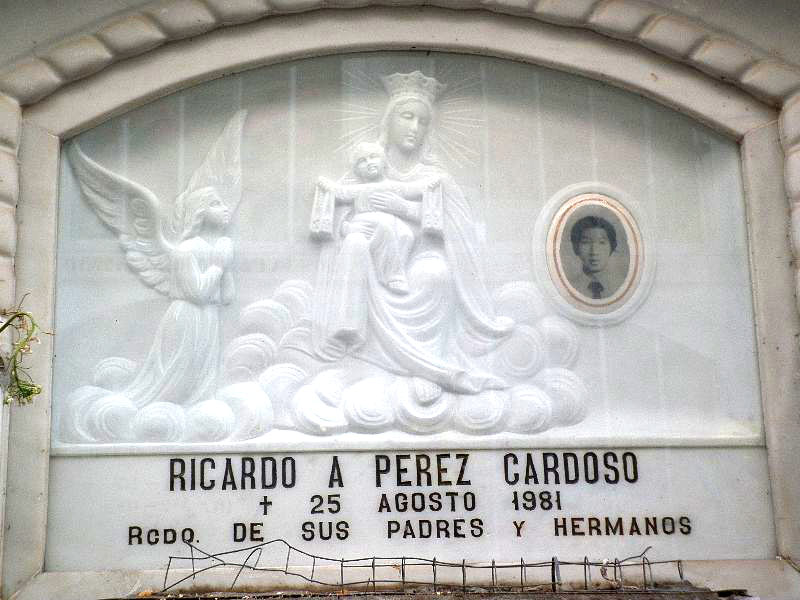 RICARDO A PEREZ CARDOSO
✝ 25 AGOSTO 1981
RCDO. DE SUS PADRES Y HERMANOS